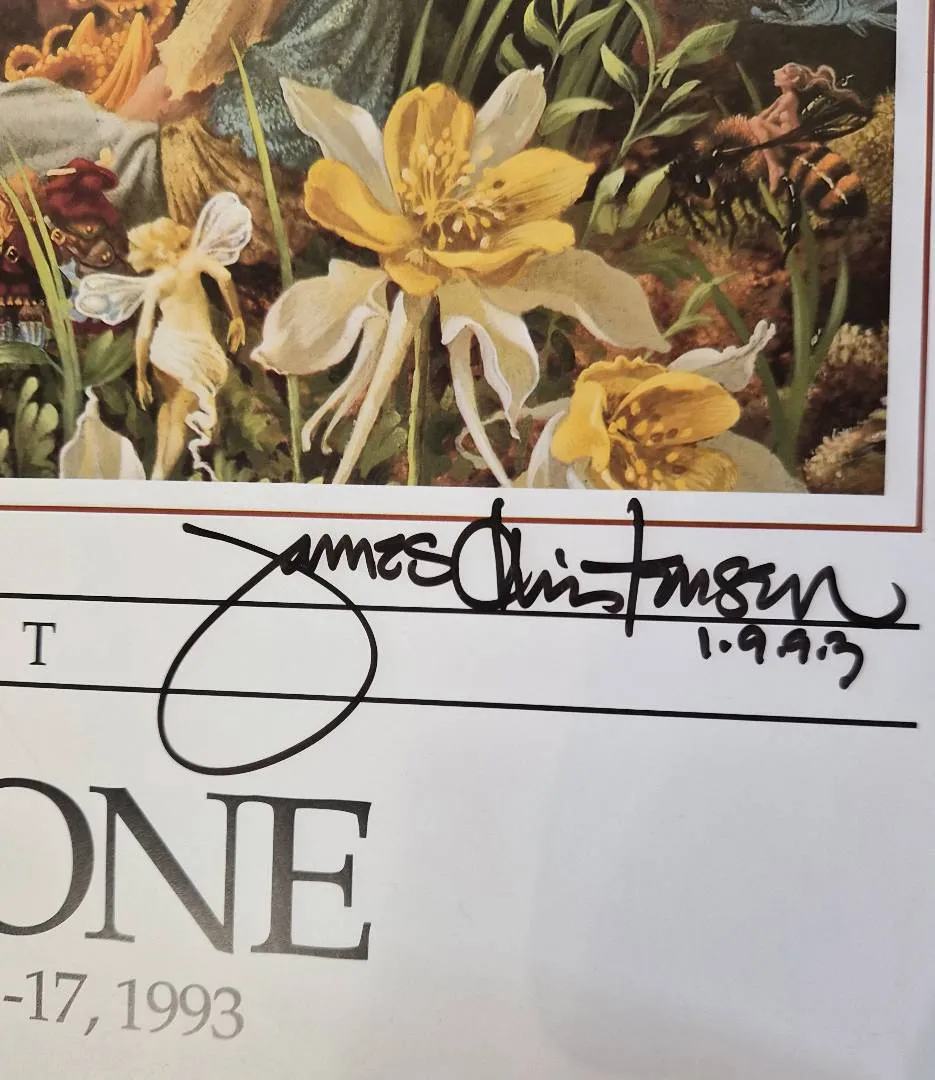 James Christensen
1.9.9.3
T
ONE
-17, 1993